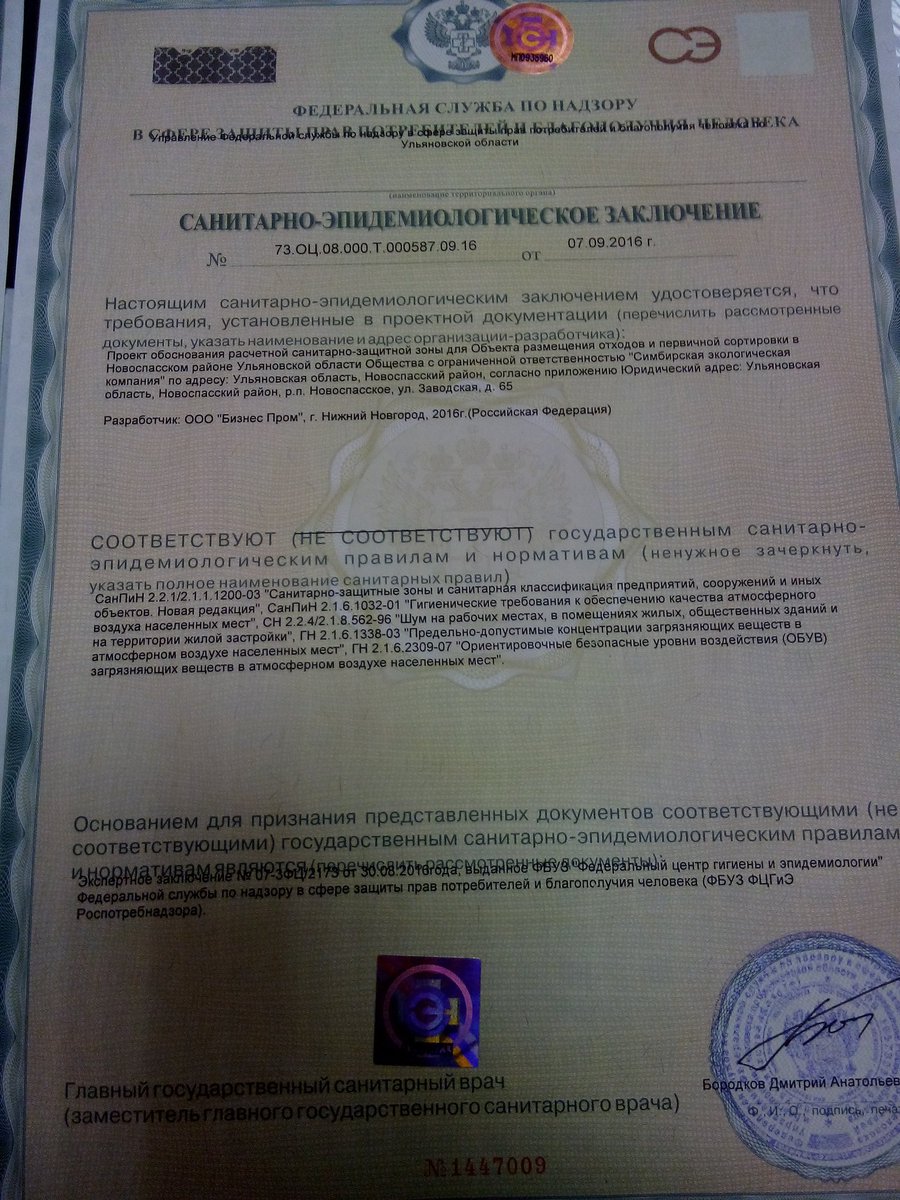 МП0935960
СЭ
ФЕДЕРАЛЬНАЯ СЛУЖБА ПО НАДЗОРУ
В СФЕРЕ ЗАЩИТЫ ПРАВ ПОТРЕБИТЕЛЕЙ И БЛАГОПОЛУЧИЯ ЧЕЛОВЕКА
Управление Федеральной службы по надзору в сфере защиты прав потребителей и благополучия человека по
Ульяновской области
(наименование территориального органа)
САНИТАРНО-ЭПИДЕМИОЛОГИЧЕСКОЕ ЗАКЛЮЧЕНИЕ
№ 73.ОЦ.08.000.Т.000587.09.16 от 07.09.2016 г.
Настоящим санитарно-эпидемиологическим заключением удостоверяется, что
требования, установленные в проектной документации (перечислить рассмотренные
документы, указать наименование и адрес организации-разработчика):
Проект обоснования расчетной санитарно-защитной зоны для Объекта размещения отходов и первичной сортировки в
Новоспасском районе Ульяновской области Общества с ограниченной ответственностью "Симбирская экологическая
компания" по адресу: Ульяновская область, Новоспасский район, согласно приложению Юридический адрес: Ульяновская
область, Новоспасский район, р.п. Новоспасское, ул. Заводская, д. 65
Разработчик: ООО "Бизнес Пром", г. Нижний Новгород, 2016г.(Российская Федерация)
СООТВЕТСТВУЮТ (НЕ СООТВЕТСТВУЮТ) государственным санитарно-
эпидемиологическим правилам и нормативам (ненужное зачеркнуть,
указать полное наименование санитарных правил)
СанПиН 2.2.1/2.1.1.1200-03 "Санитарно-защитные зоны и санитарная классификация предприятий, сооружений и иных
объектов. Новая редакция", СанПиН 2.1.6.1032-01 "Гигиенические требования к обеспечению качества атмосферного
воздуха населенных мест", СН 2.2.4/2.1.8.562-96 "Шум на рабочих местах, в помещениях жилых, общественных зданий и
на территории жилой застройки", ГН 2.1.6.1338-03 "Предельно-допустимые концентрации загрязняющих веществ в
атмосферном воздухе населенных мест", ГН 2.1.6.2309-07 "Ориентировочные безопасные уровни воздействия (ОБУВ)
загрязняющих веществ в атмосферном воздухе населенных мест".
Основанием для признания представленных документов соответствующими (не
соответствующими) государственным санитарно-эпидемиологическим правилам
и нормативам являются (перечислить рассмотренные документы):
Экспертное заключение № 07-3ФЦ/2173 от 30.08.2016года, выданное ФБУЗ "Федеральный центр гигиены и эпидемиологии"
Федеральной службы по надзору в сфере защиты прав потребителей и благополучия человека (ФБУЗ ФЦГиЭ
Роспотребнадзора).
Главный государственный санитарный врач
(заместитель главного государственного санитарного врача)
Бородков Дмитрий Анатольев
Ф., И., О., подпись, печа
№1447009